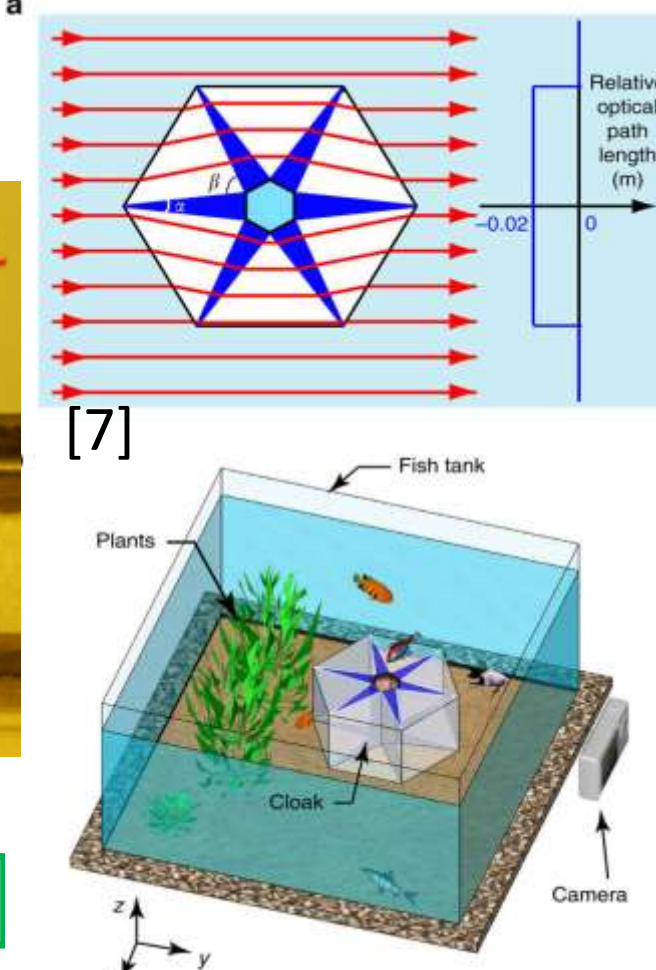 a
β
α
Relative
optical
path
length
(m)
−0.02
0
[7]
Fish tank
Plants
Cloak
Camera
z
y